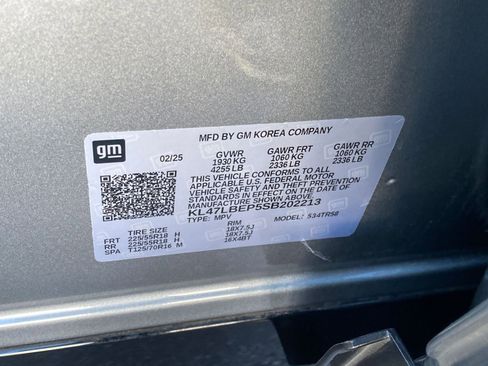 gm
MFD BY GM KOREA COMPANY
02/25 GVWR GAWR FRT GAWR RR
1930 KG 1060 KG 1060 KG
4255 LB 2336 LB 2336 LB
THIS VEHICLE CONFORMS TO ALL
APPLICABLE U.S. FEDERAL MOTOR
VEHICLE SAFETY AND THEFT PREVENTION
STANDARDS IN EFFECT ON THE DATE OF
MANUFACTURE SHOWN ABOVE.
KL47LBEP5SB202213
TYPE: MPV MODEL: 534TR58
TIRE SIZE RIM
FRT 225/55R18 H 18X7.5J
RR 225/55R18 H 18X7.5J
SPA T125/70R16 M 16X4BT